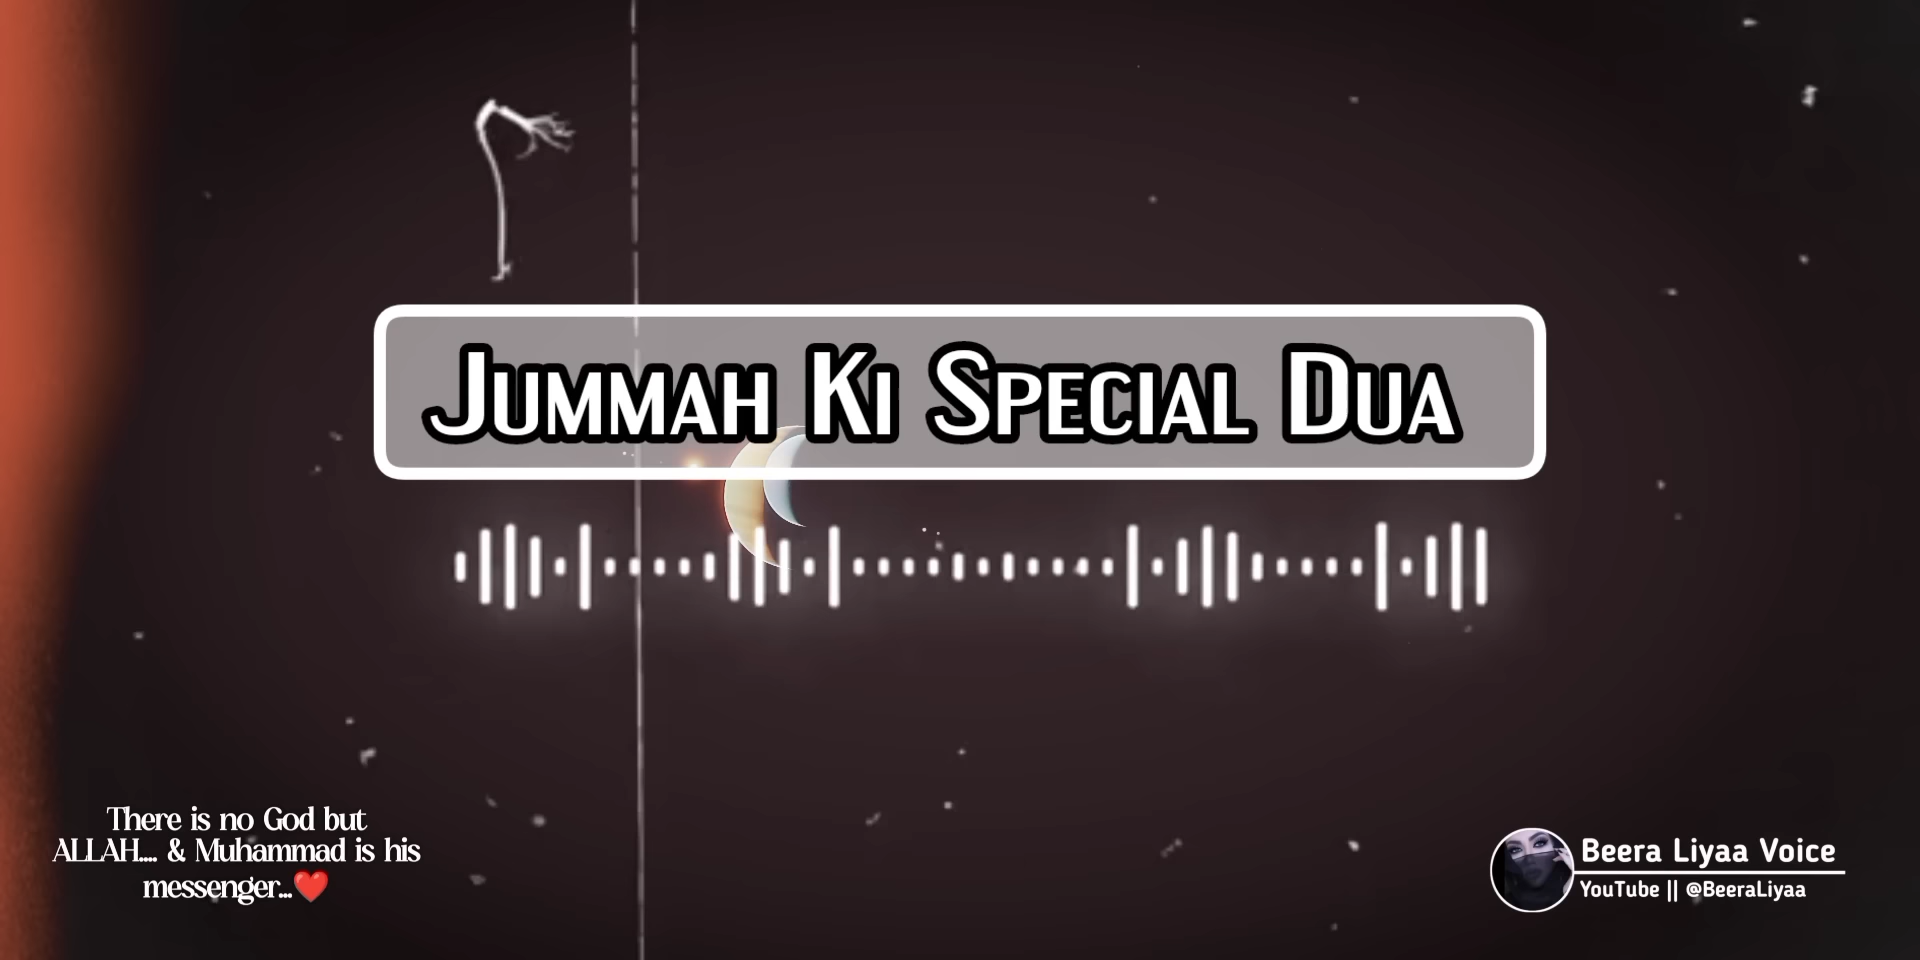 Jummah Ki Special Dua
There is no God but
ALLAH.... & Muhammad is his
messenger...❤️
Beera Liyaa Voice
YouTube || @BeeraLiyaa